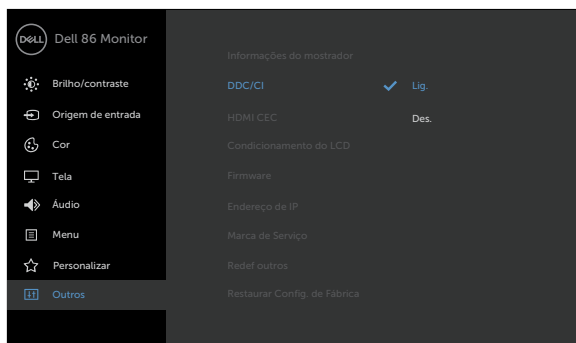 DELL Dell 86 Monitor
Brilho/contraste
Origem de entrada
Cor
Tela
Áudio
Menu
Personalizar
Outros
Informações do mostrador
DDC/CI
HDMI CEC
Condicionamento do LCD
Firmware
Endereço de IP
Marca de Serviço
Redef outros
Restaurar Config. de Fábrica
Lig.
Des.